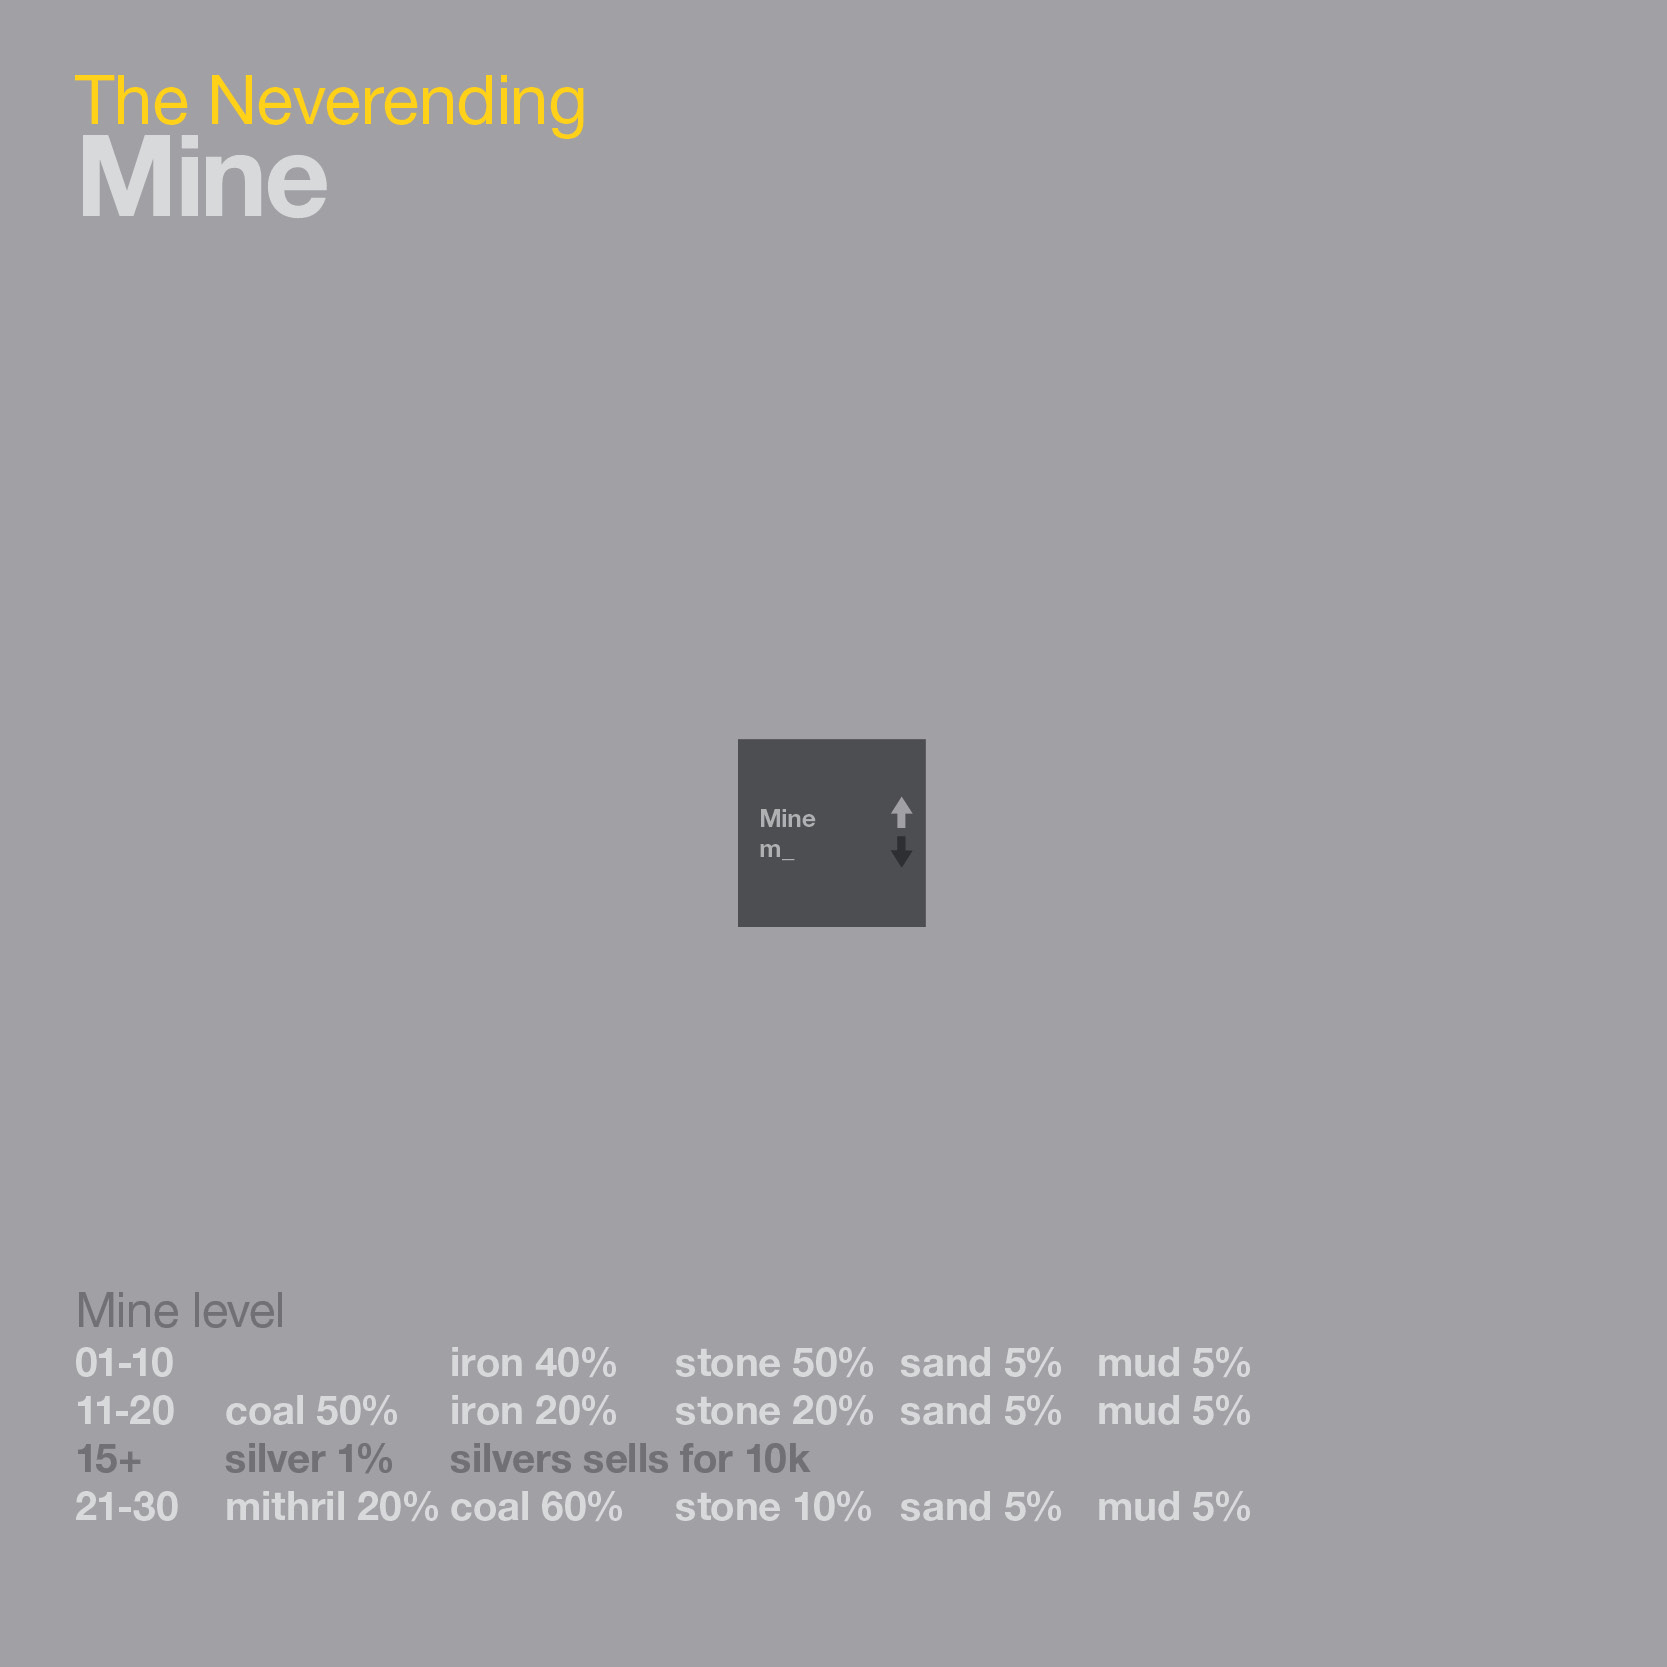 The Neverending
Mine
Mine
m_
Mine level
01-10 iron 40% stone 50% sand 5% mud 5%
11-20 coal 50% iron 20% stone 20% sand 5% mud 5%
15+ silver 1% silvers sells for 10k
21-30 mithril 20% coal 60% stone 10% sand 5% mud 5%